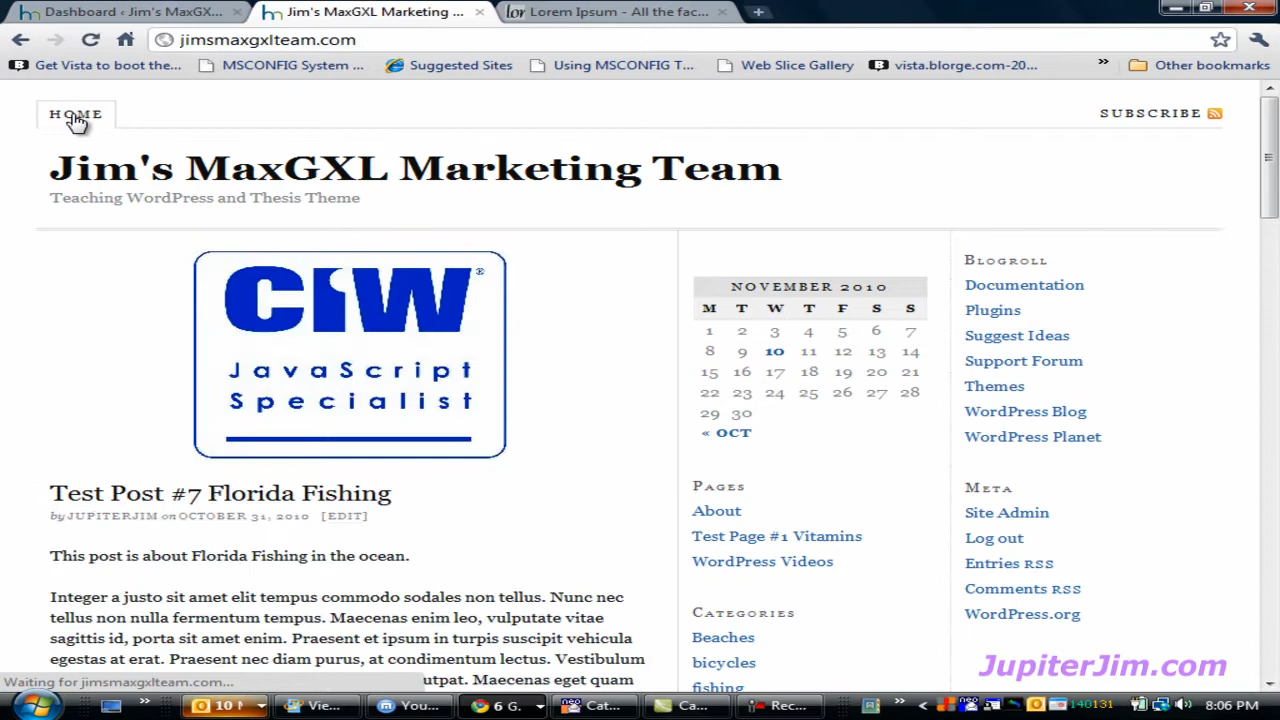 Dashboard ‹ Jim's MaxGX...
Jim's MaxGXL Marketing ...
Lorem Ipsum - All the fac...
jimsmaxgxlteam.com
Get Vista to boot the...
MSCONFIG System ...
Suggested Sites
Using MSCONFIG T...
Web Slice Gallery
vista.blorge.com-20...
»
Other bookmarks
HOME
SUBSCRIBE
Jim's MaxGXL Marketing Team
Teaching WordPress and Thesis Theme
CIW®
JavaScript
Specialist
Test Post #7 Florida Fishing
by JUPITERJIM on OCTOBER 31, 2010 [EDIT]
This post is about Florida Fishing in the ocean.
Integer a justo sit amet elit tempus commodo sodales non tellus. Nunc nec
tellus non nulla fermentum tempus. Maecenas enim leo, vulputate vitae
sagittis id, porta sit amet enim. Praesent et ipsum in turpis suscipit vehicula
egestas at erat. Praesent nec diam purus, at condimentum lectus. Vestibulum
utpat. Maecenas eget quam
Waiting for jimsmaxgxlteam.com...
NOVEMBER 2010
M T W T F S S
1 2 3 4 5 6 7
8 9 10 11 12 13 14
15 16 17 18 19 20 21
22 23 24 25 26 27 28
29 30
« OCT
PAGES
About
Test Page #1 Vitamins
WordPress Videos
CATEGORIES
Beaches
bicycles
fishing
BLOGROLL
Documentation
Plugins
Suggest Ideas
Support Forum
Themes
WordPress Blog
WordPress Planet
META
Site Admin
Log out
Entries RSS
Comments RSS
WordPress.org
JupiterJim.com
»
10
Vie...
You...
6 G.
Cat...
Ca...
Rec...
»
140131
8:06 PM